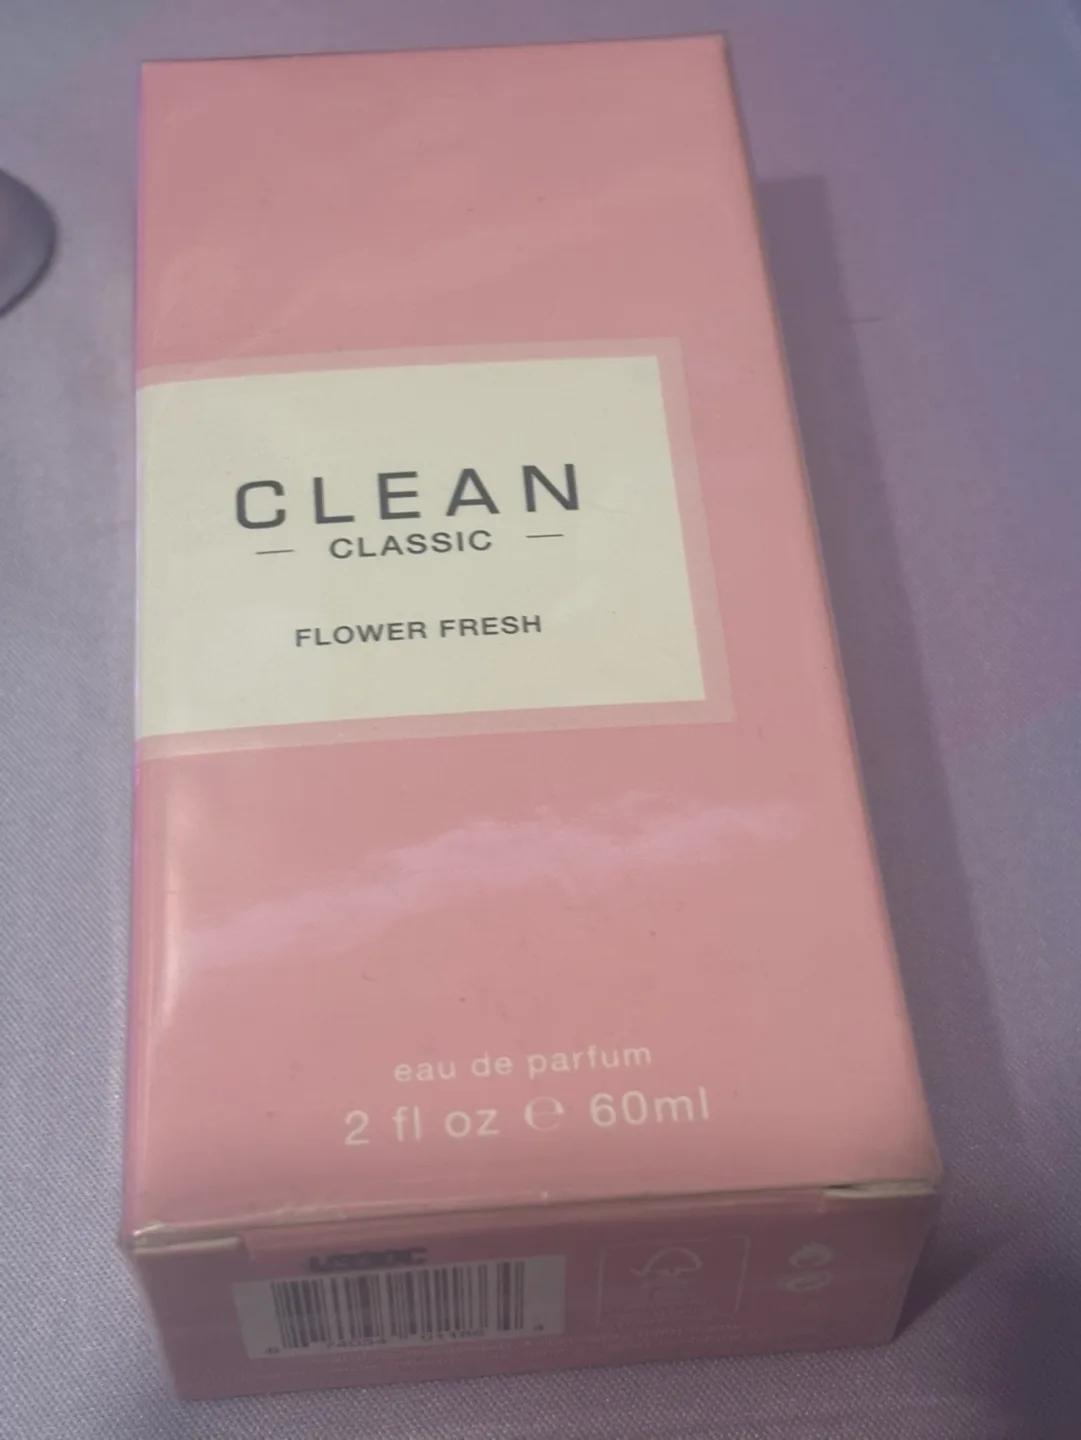 CLEAN
CLASSIC
FLOWER FRESH
eau de parfum
2 fl oz ℮ 60ml